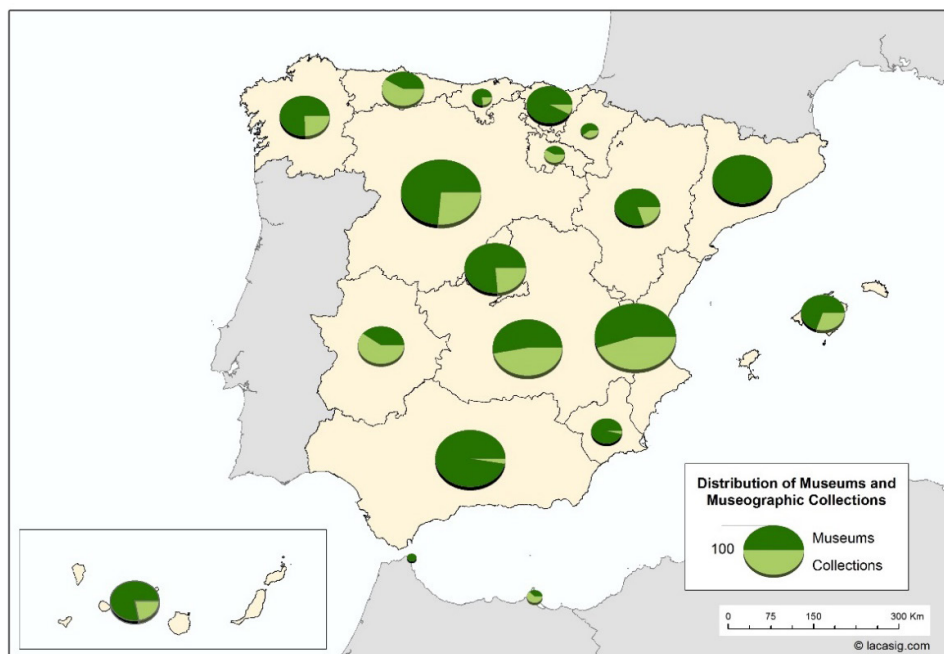 Distribution of Museums and
Museographic Collections
100
Museums
Collections
0 75 150 300 Km
© lacasig.com